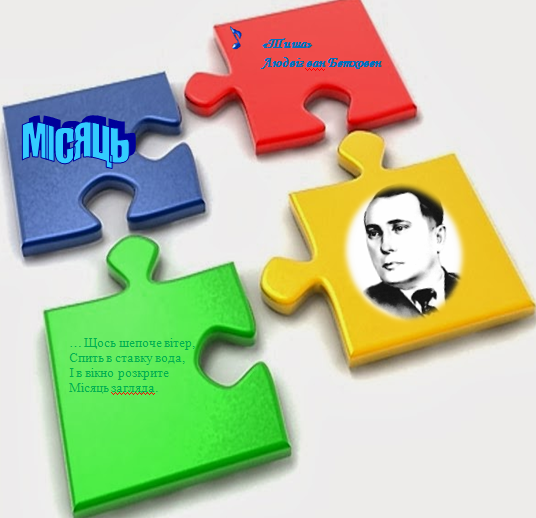 «Тиша»
Людвіг ван Бетховен
МІСЯЦЬ
… Щось шепоче вітер,
Спить в ставку вода,
І в вікно розкрите
Місяць загляда.